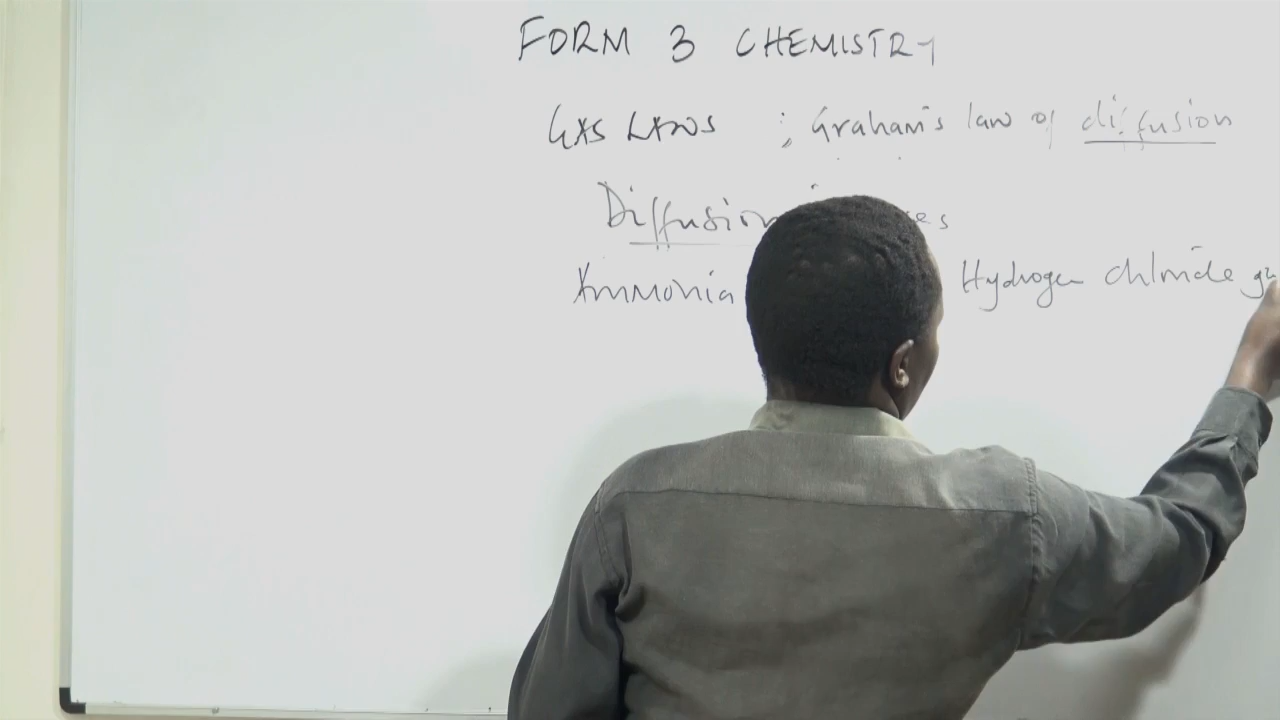 FORM 3 CHEMISTRY
GAS LAWS ; Graham's law of diffusion
Diffusion
Ammonia Hydrogen chloride